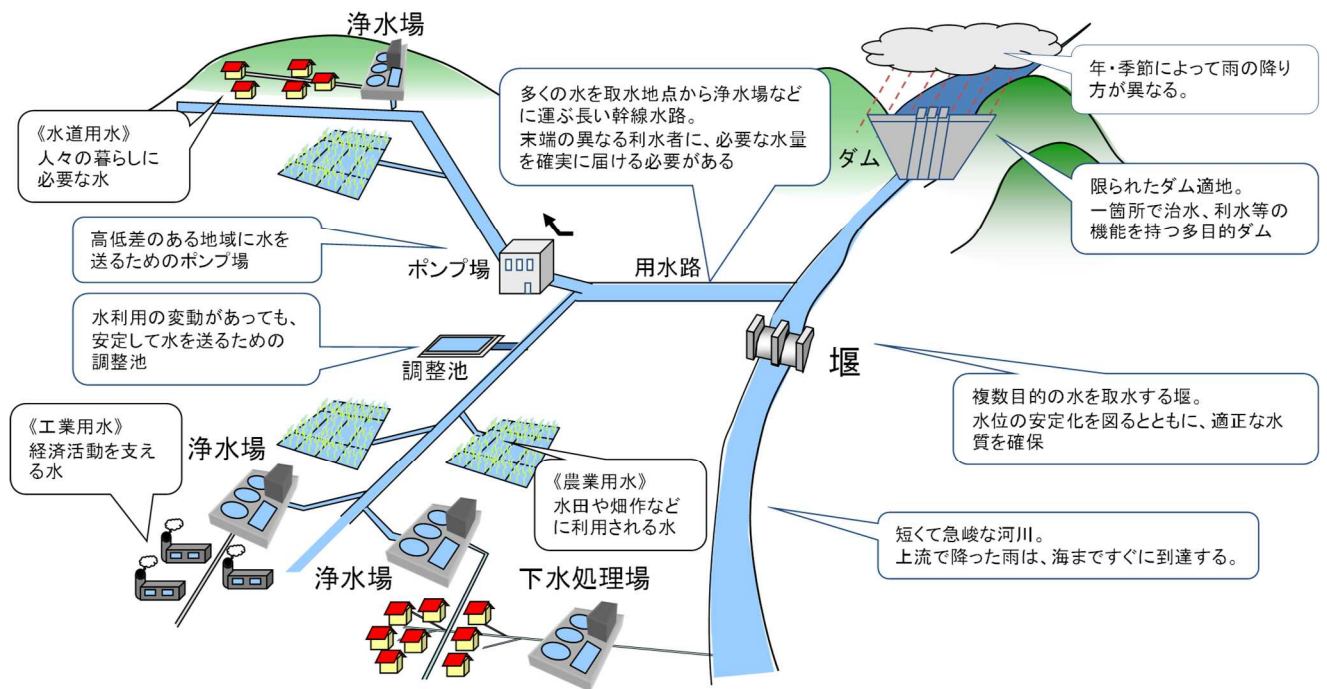 浄水場
《水道用水》
人々の暮らしに
必要な水
多くの水を取水地点から浄水場など
に運ぶ長い幹線水路。
末端の異なる利水者に、必要な水量
を確実に届ける必要がある
年・季節によって雨の降り
方が異なる。
ダム
限られたダム適地。
一箇所で治水、利水等の
機能を持つ多目的ダム
高低差のある地域に水を
送るためのポンプ場
ポンプ場
用水路
水利用の変動があっても、
安定して水を送るための
調整池
調整池
堰
複数目的の水を取水する堰。
水位の安定化を図るとともに、適正な水
質を確保
《工業用水》
経済活動を支え
る水
浄水場
《農業用水》
水田や畑作など
に利用される水
短くて急峻な河川。
上流で降った雨は、海まですぐに到達する。
浄水場
下水処理場